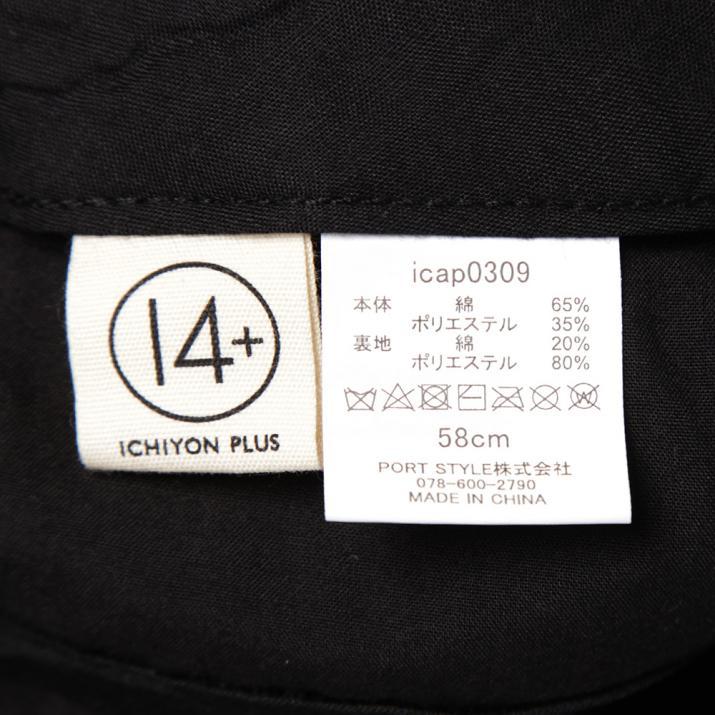 14+
ICHIYON PLUS
icap0309
本体 綿 65%
ポリエステル 35%
裏地 綿 20%
ポリエステル 80%
58cm
PORT STYLE株式会社
078-600-2790
MADE IN CHINA